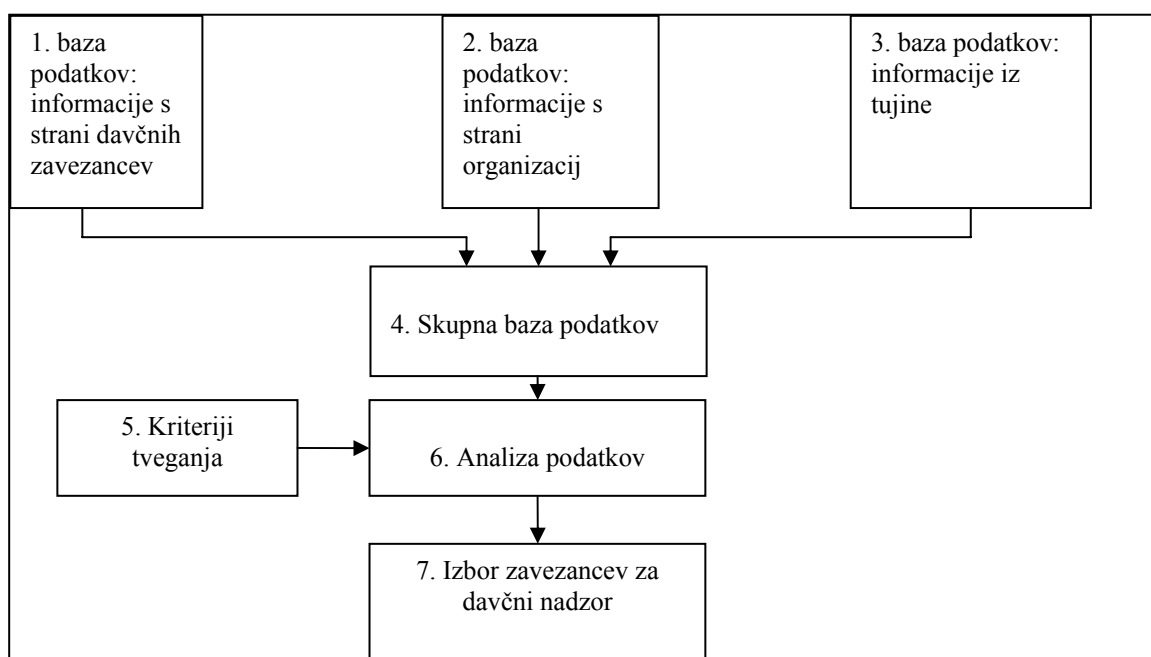 1. baza
podatkov:
informacije s
strani davčnih
zavezancev
2. baza
podatkov:
informacije s
strani
organizacij
3. baza podatkov:
informacije iz
tujine
4. Skupna baza podatkov
5. Kriteriji
tveganja
6. Analiza podatkov
7. Izbor zavezancev za
davčni nadzor